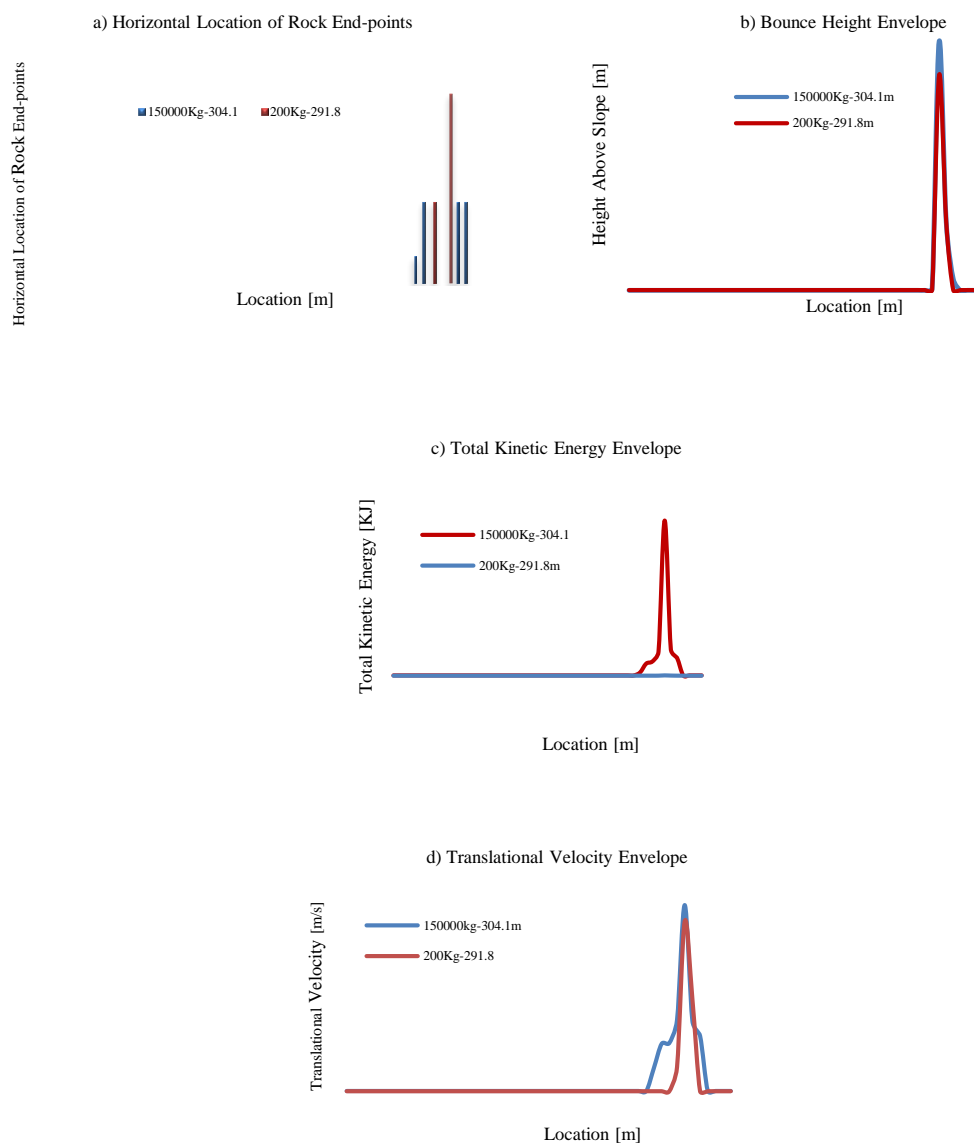 a) Horizontal Location of Rock End-points
Horizontal Location of Rock End-points
150000Kg-304.1
200Kg-291.8
Location [m]
b) Bounce Height Envelope
Height Above Slope [m]
150000Kg-304.1m
200Kg-291.8m
Location [m]
c) Total Kinetic Energy Envelope
Total Kinetic Energy [KJ]
150000Kg-304.1
200Kg-291.8m
Location [m]
d) Translational Velocity Envelope
Translational Velocity [m/s]
150000kg-304.1m
200Kg-291.8
Location [m]